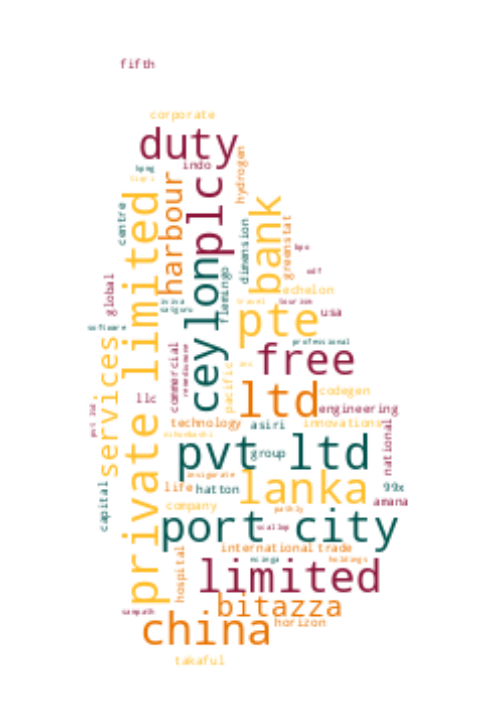 fifth
corporate
duty
kpmg
indo
hydrogen
harbour
plc
private limited
centre
bank
dimension
greenstat
ceylon
flemingo
global
echelon
travel
tourism
pte
usa
software
professional
services
commercial
free
pacific
llc
ltd
codegen
engineering
technology
asiri
innovations
pvt ltd
group
national
life
hatton
lanka
99x
amana
capital
company
port city
international trade
holdings
hospital
limited
sampath
bitazza
china
horizon
takaful